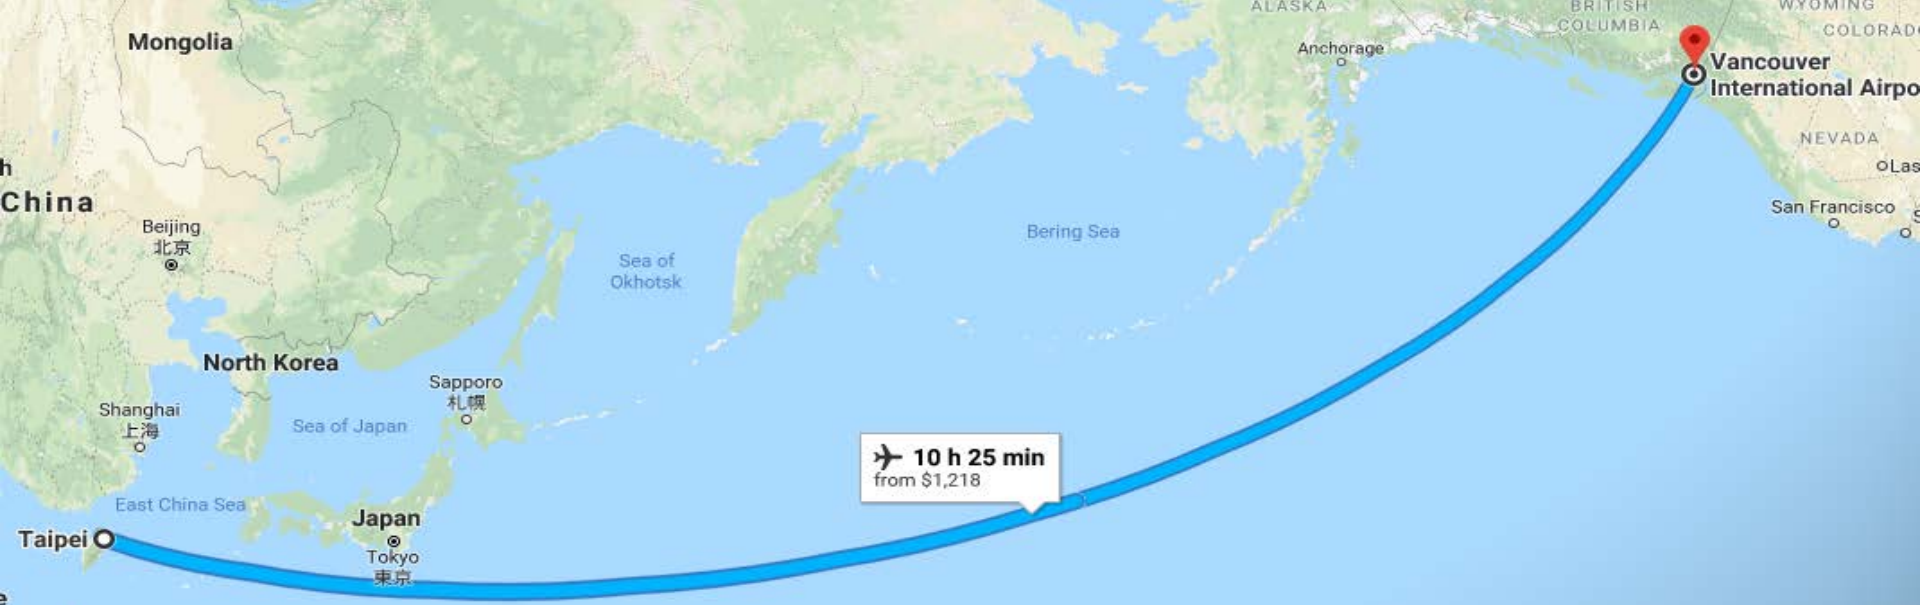 ALASKA
BRITISH
COLUMBIA
WYOMING
COLORAD
Mongolia
Anchorage
Vancouver
International Airpo
NEVADA
h
China
Las
Beijing
北京
San Francisco
S
Bering Sea
Sea of
Okhotsk
North Korea
Sapporo
札幌
Shanghai
上海
Sea of Japan
10 h 25 min
from $1,218
East China Sea
Japan
Taipei
Tokyo
東京
e